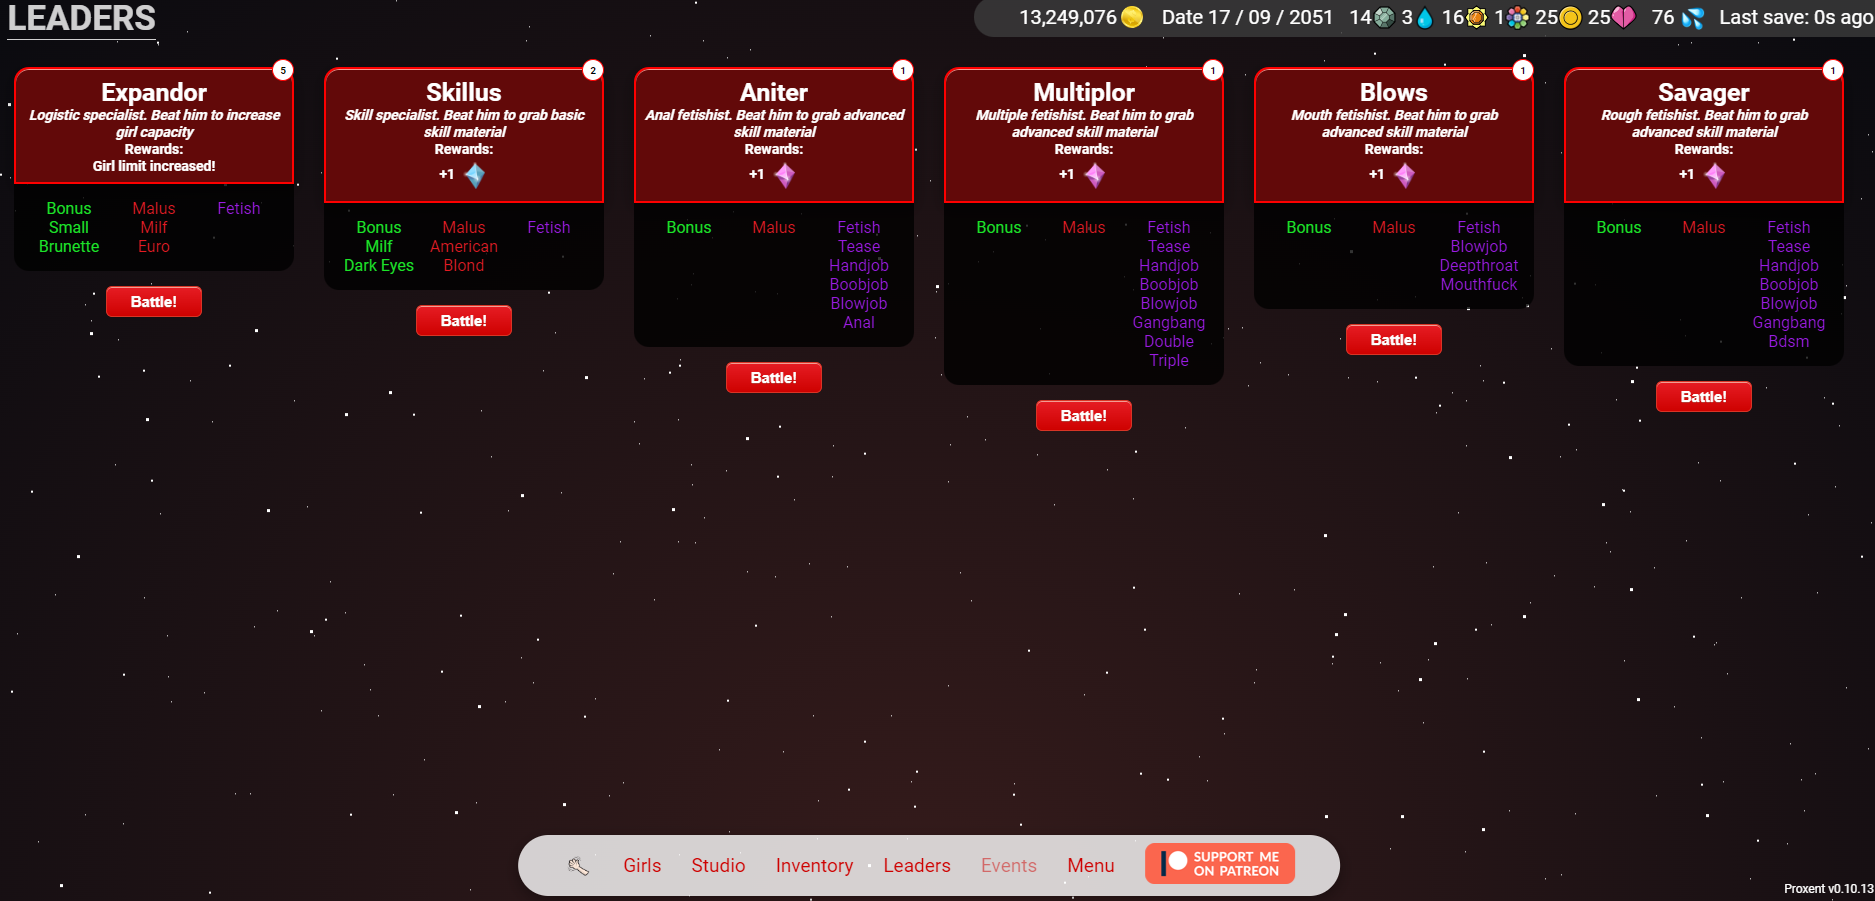 LEADERS
13,249,076 Date 17 / 09 / 2051 14 3 16 1 25 25 76 Last save: 0s ago
5
Expandor
Logistic specialist. Beat him to increase
girl capacity
Rewards:
Girl limit increased!
Bonus Malus Fetish
Small Milf
Brunette Euro
Battle!
2
Skillus
Skill specialist. Beat him to grab basic
skill material
Rewards:
+1
Bonus Malus Fetish
Milf American
Dark Eyes Blond
Battle!
1
Aniter
Anal fetishist. Beat him to grab advanced
skill material
Rewards:
+1
Bonus Malus Fetish
Tease
Handjob
Boobjob
Blowjob
Anal
Battle!
1
Multiplor
Multiple fetishist. Beat him to grab
advanced skill material
Rewards:
+1
Bonus Malus Fetish
Tease
Handjob
Boobjob
Blowjob
Gangbang
Double
Triple
Battle!
1
Blows
Mouth fetishist. Beat him to grab
advanced skill material
Rewards:
+1
Bonus Malus Fetish
Blowjob
Deepthroat
Mouthfuck
Battle!
1
Savager
Rough fetishist. Beat him to grab
advanced skill material
Rewards:
+1
Bonus Malus Fetish
Tease
Handjob
Boobjob
Blowjob
Gangbang
Bdsm
Battle!
Girls Studio Inventory Leaders Events Menu
SUPPORT ME
ON PATREON
Proxent v0.10.13